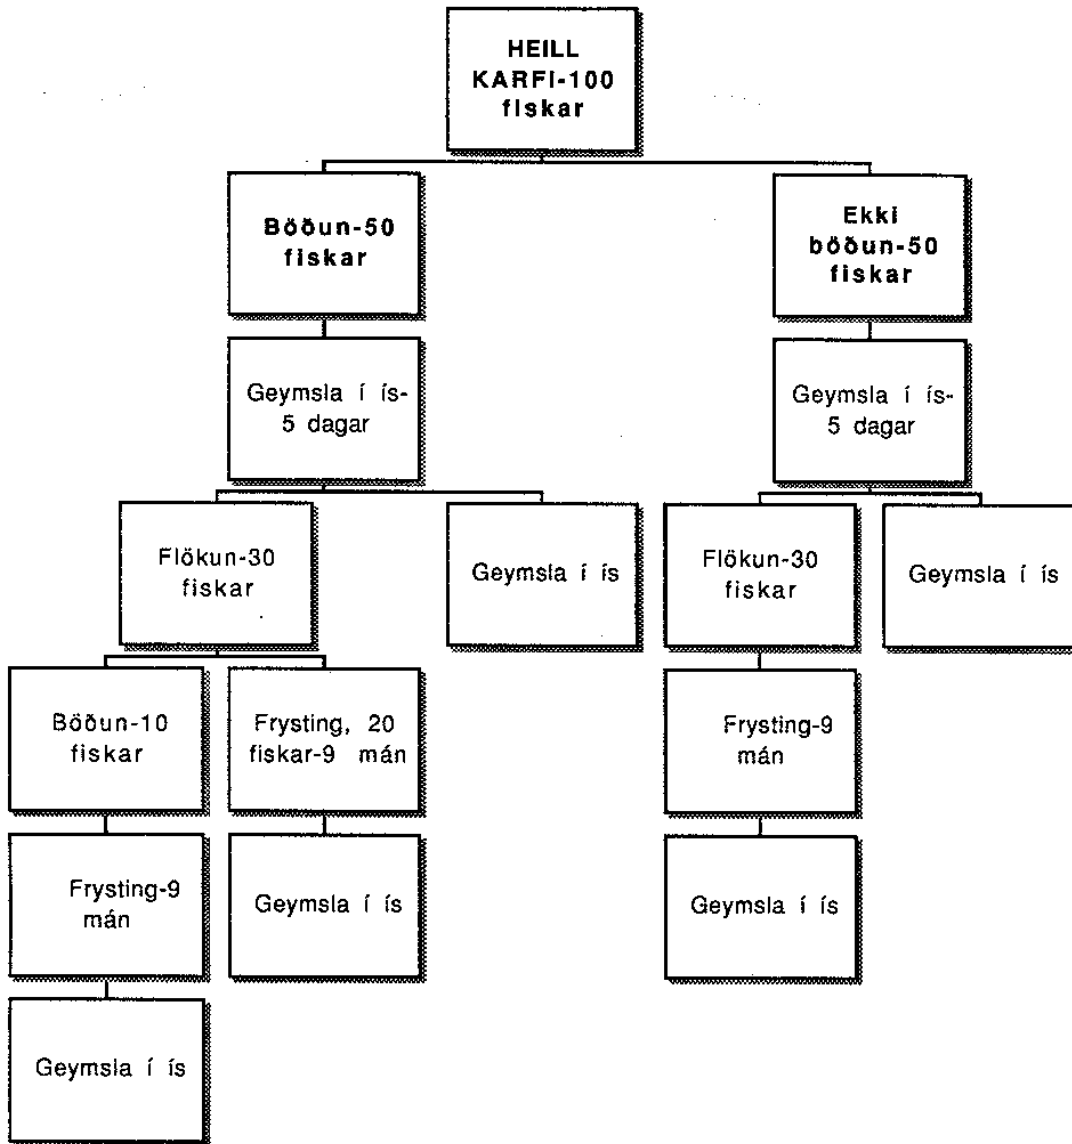 HEILL
KARFI-100
fiskar
Böðun-50
fiskar
Ekki
böðun-50
fiskar
Geymsla í ís-
5 dagar
Geymsla í ís-
5 dagar
Flökun-30
fiskar
Geymsla í ís
Flökun-30
fiskar
Geymsla í ís
Böðun-10
fiskar
Frysting, 20
fiskar-9 mán
Frysting-9
mán
Frysting-9
mán
Geymsla í ís
Geymsla í ís
Geymsla í ís